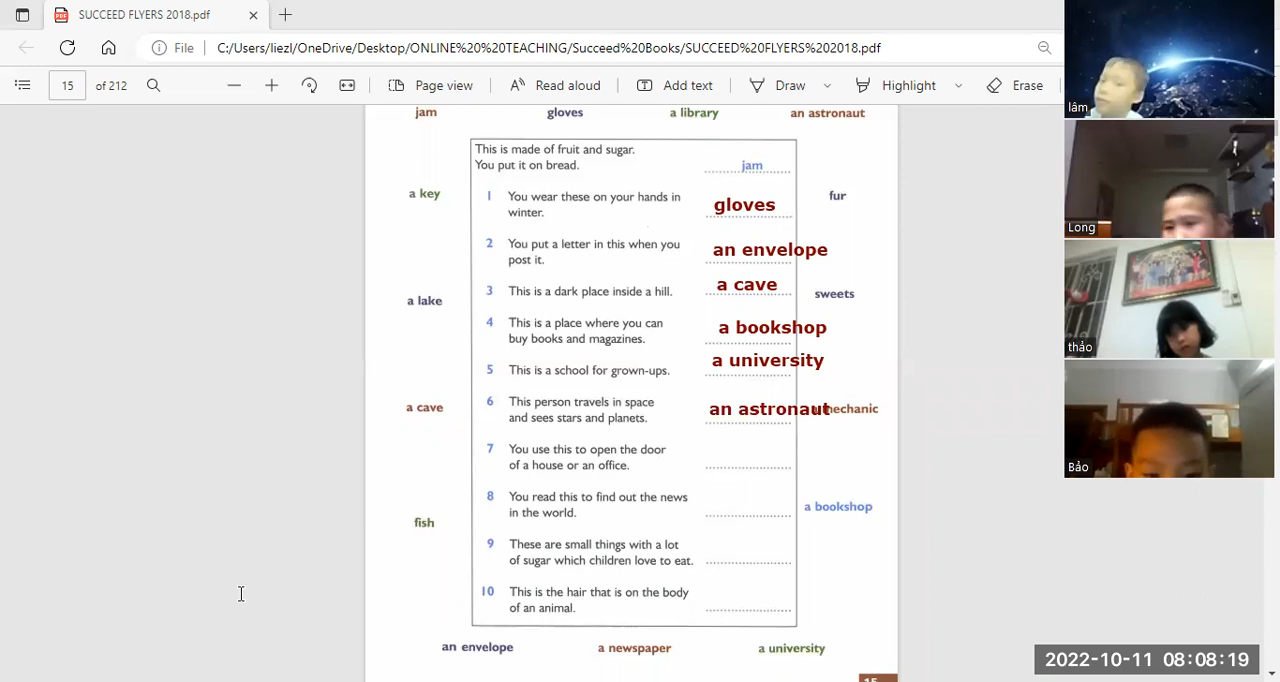 SUCCEED FLYERS 2018.pdf
File C:/Users/liezl/OneDrive/Desktop/ONLINE%20%20TEACHING/Succeed%20Books/SUCCEED%20FLYERS%202018.pdf
15 of 212 Page view Read aloud Add text Draw Highlight Erase
jam gloves a library an astronaut
This is made of fruit and sugar.
You put it on bread. jam
a key
1 You wear these on your hands in
winter. gloves
fur
2 You put a letter in this when you
post it. an envelope
3 This is a dark place inside a hill. a cave
a lake
sweets
4 This is a place where you can
buy books and magazines. a bookshop
5 This is a school for grown-ups. a university
a cave
6 This person travels in space
and sees stars and planets. an astronaut
mechanic
7 You use this to open the door
of a house or an office.
8 You read this to find out the news
in the world.
a bookshop
fish
9 These are small things with a lot
of sugar which children love to eat.
10 This is the hair that is on the body
of an animal.
an envelope a newspaper a university
15
lâm
Long
thảo
Bảo
2022-10-11 08:08:19